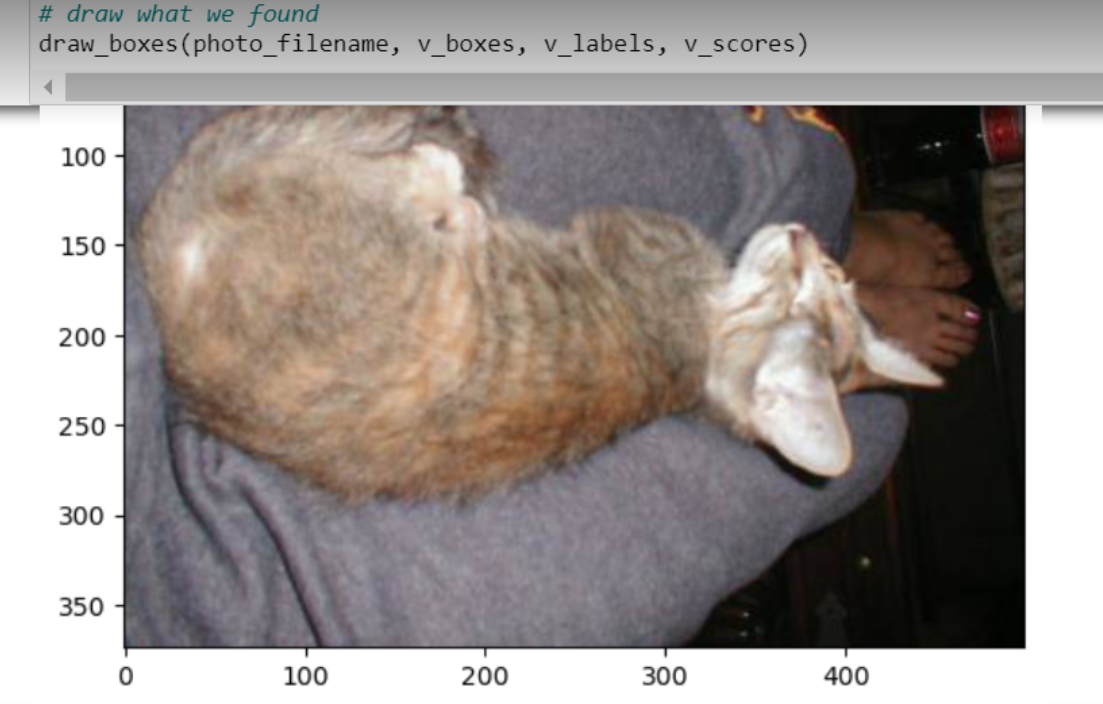 # draw what we found
draw_boxes(photo_filename, v_boxes, v_labels, v_scores)
100
150
200
250
300
350
0 100 200 300 400